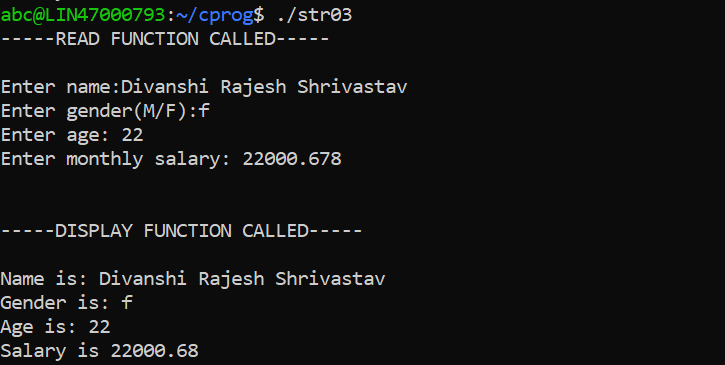 abc@LIN47000793:~/cprog$ ./str03
-----READ FUNCTION CALLED-----
Enter name:Divanshi Rajesh Shrivastav
Enter gender(M/F):f
Enter age: 22
Enter monthly salary: 22000.678
-----DISPLAY FUNCTION CALLED-----
Name is: Divanshi Rajesh Shrivastav
Gender is: f
Age is: 22
Salary is 22000.68